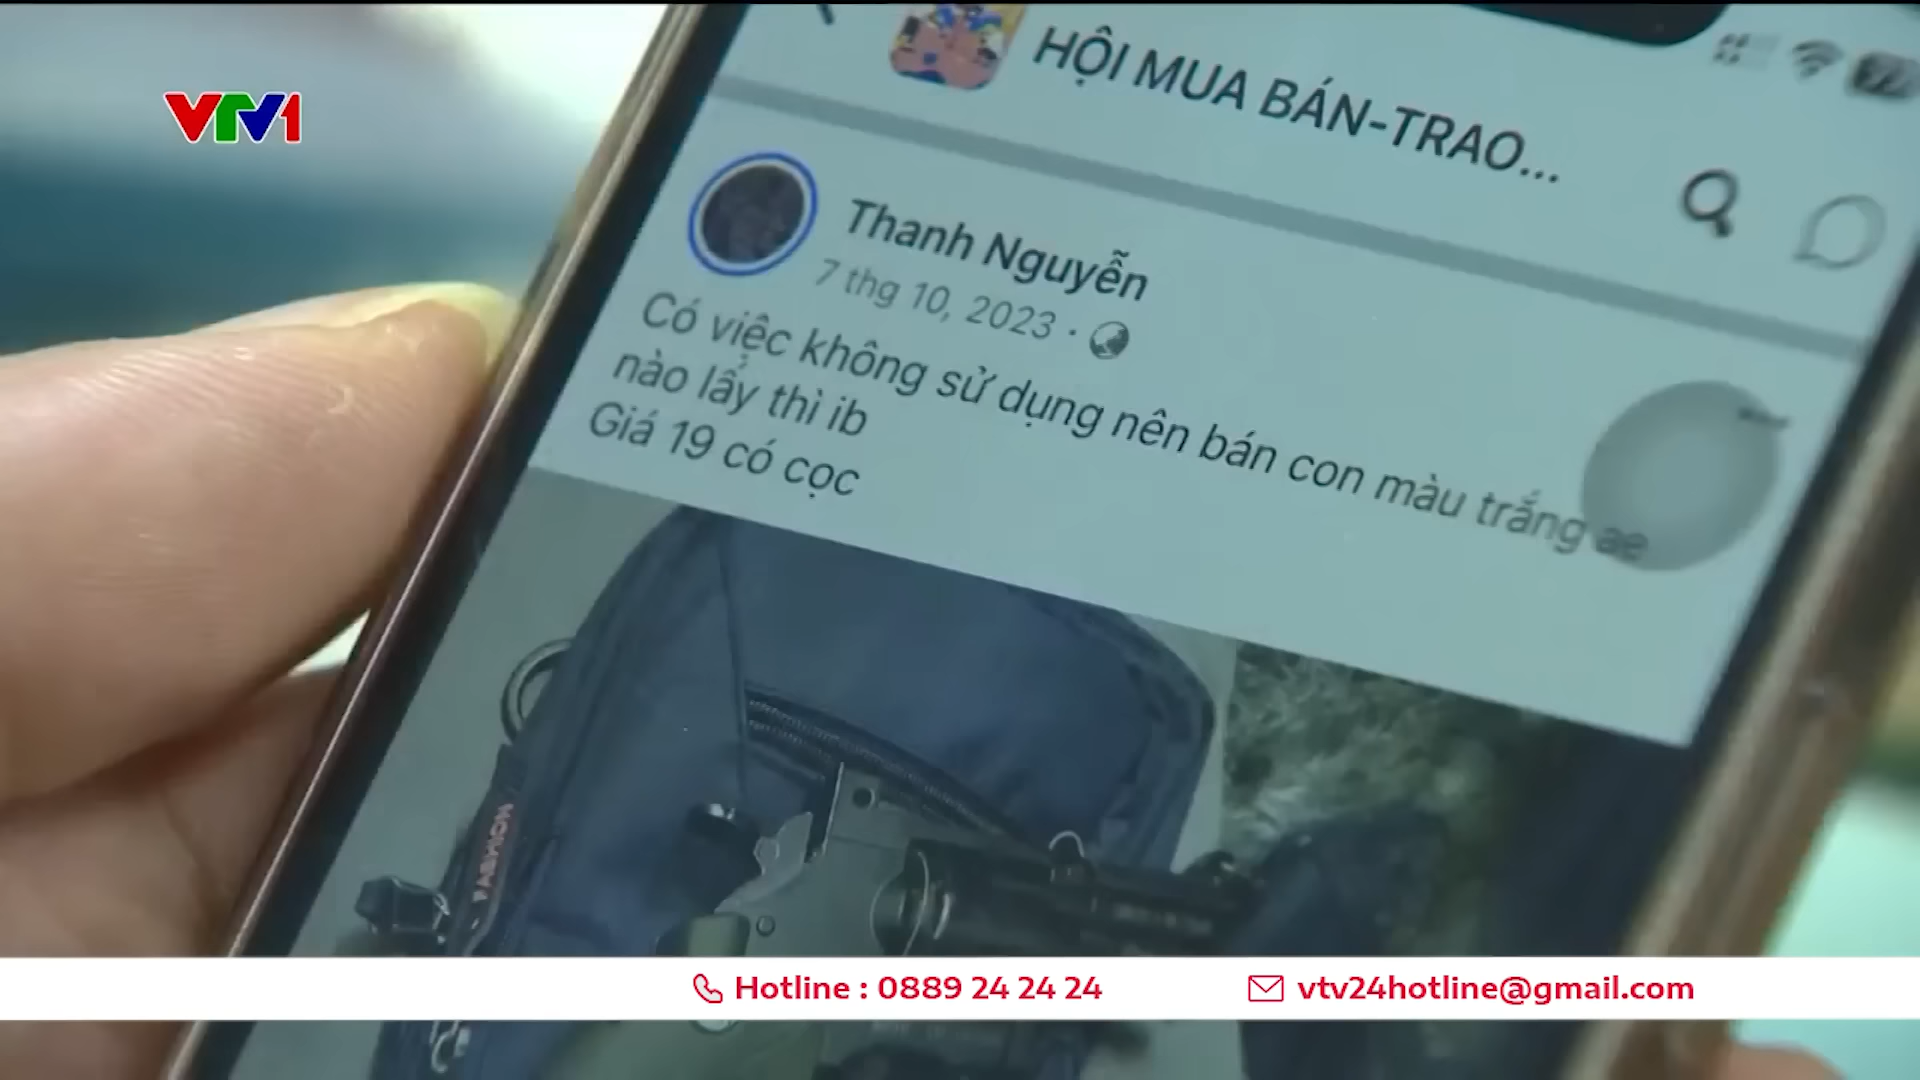 VTV1
HỘI MUA BÁN-TRAO...
Thanh Nguyễn
7 thg 10, 2023 ·
Có việc không sử dụng nên bán con màu trắng ae
nào lấy thì ib
Giá 19 có cọc
FASHION
Hotline : 0889 24 24 24
vtv24hotline@gmail.com